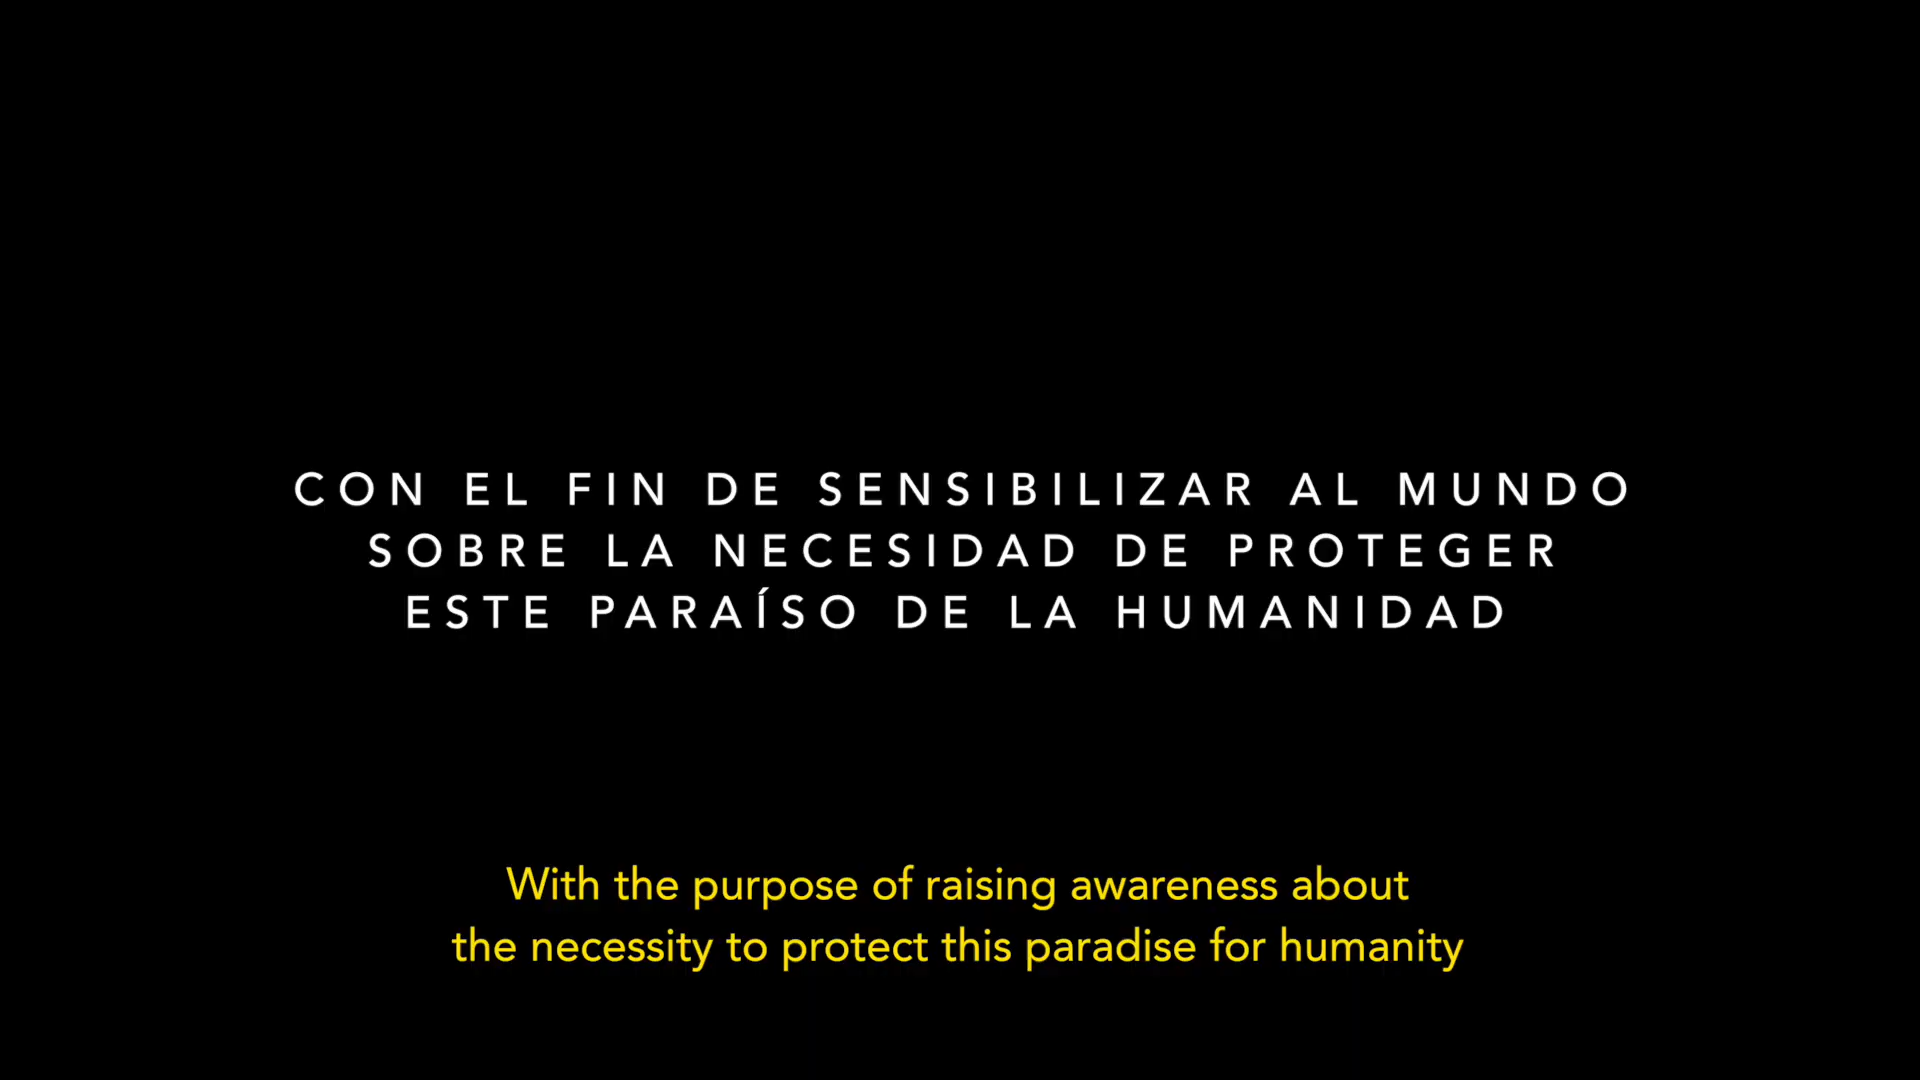 CON EL FIN DE SENSIBILIZAR AL MUNDO
SOBRE LA NECESIDAD DE PROTEGER
ESTE PARAÍSO DE LA HUMANIDAD
With the purpose of raising awareness about
the necessity to protect this paradise for humanity